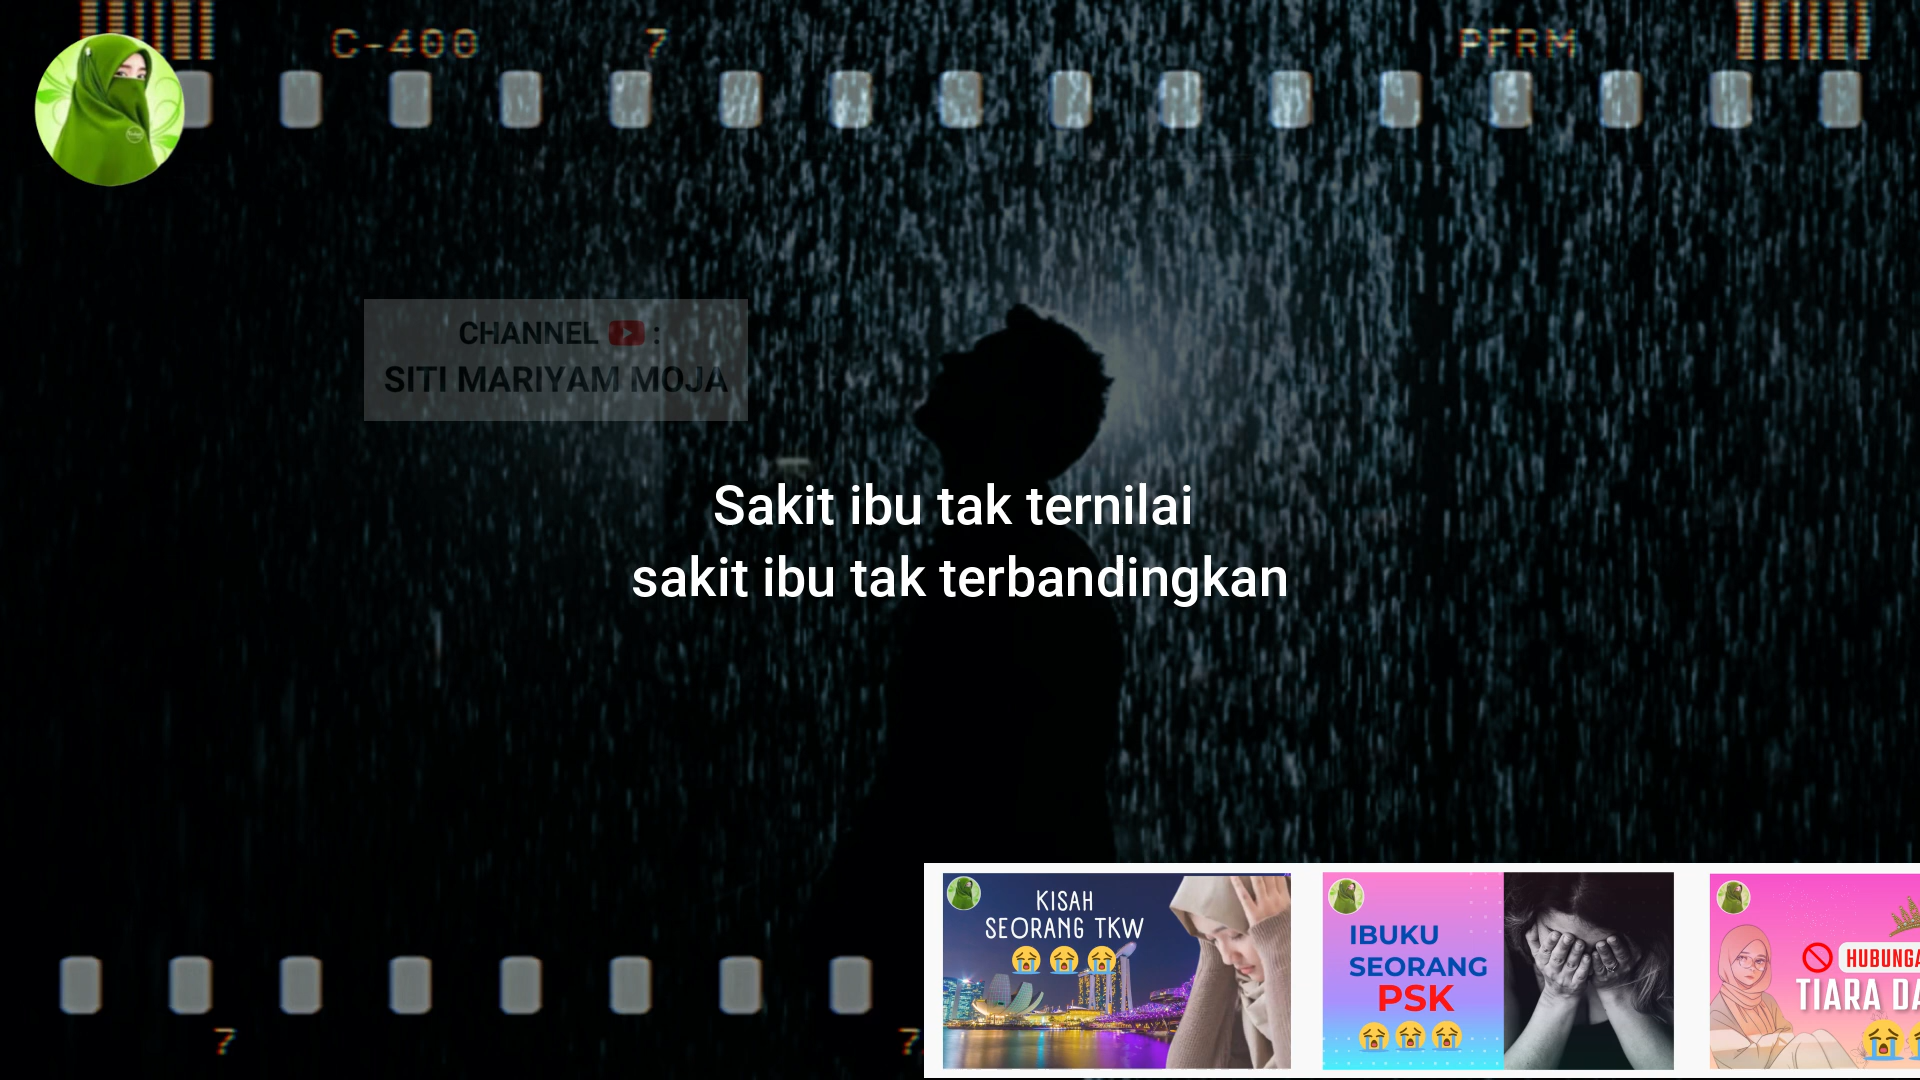 C-400 7 PFRM
CHANNEL :
SITI MARIYAM MOJA
Sakit ibu tak ternilai
sakit ibu tak terbandingkan
KISAH
SEORANG TKW
IBUKU
SEORANG
PSK
HUBUNGA
TIARA DA
7 7